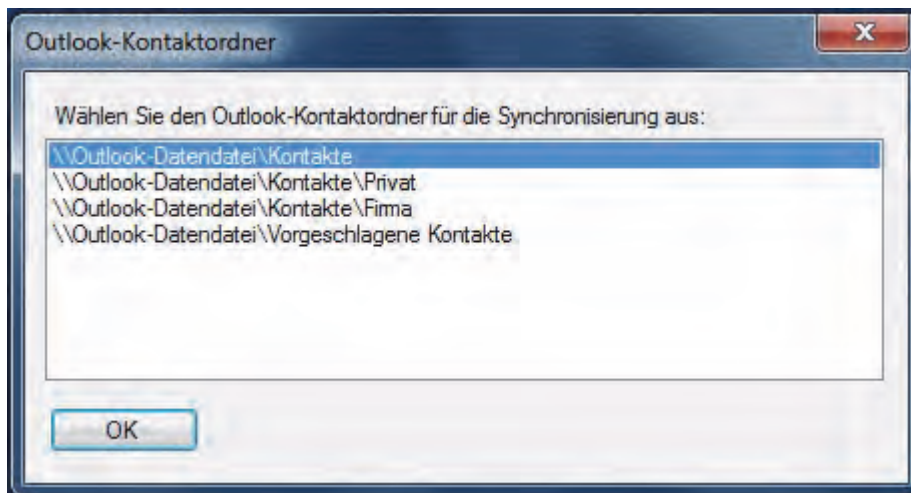 Outlook-Kontaktordner
Wählen Sie den Outlook-Kontaktordner für die Synchronisierung aus:
\\Outlook-Datendatei\Kontakte
\\Outlook-Datendatei\Kontakte\Privat
\\Outlook-Datendatei\Kontakte\Firma
\\Outlook-Datendatei\Vorgeschlagene Kontakte
OK